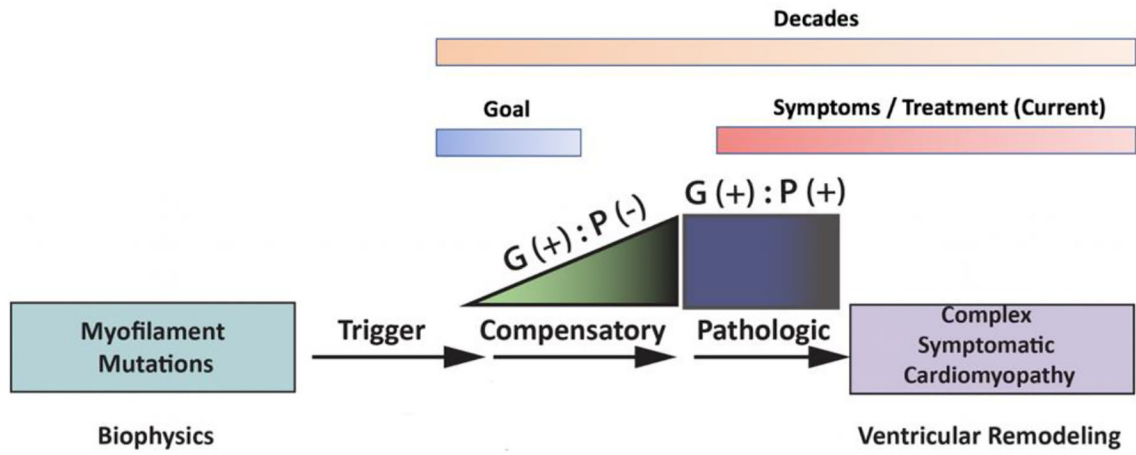 Decades
Goal
Symptoms / Treatment (Current)
G (+) : P (-)
G (+) : P (+)
Myofilament
Mutations
Trigger
Compensatory
Pathologic
Complex
Symptomatic
Cardiomyopathy
Biophysics
Ventricular Remodeling